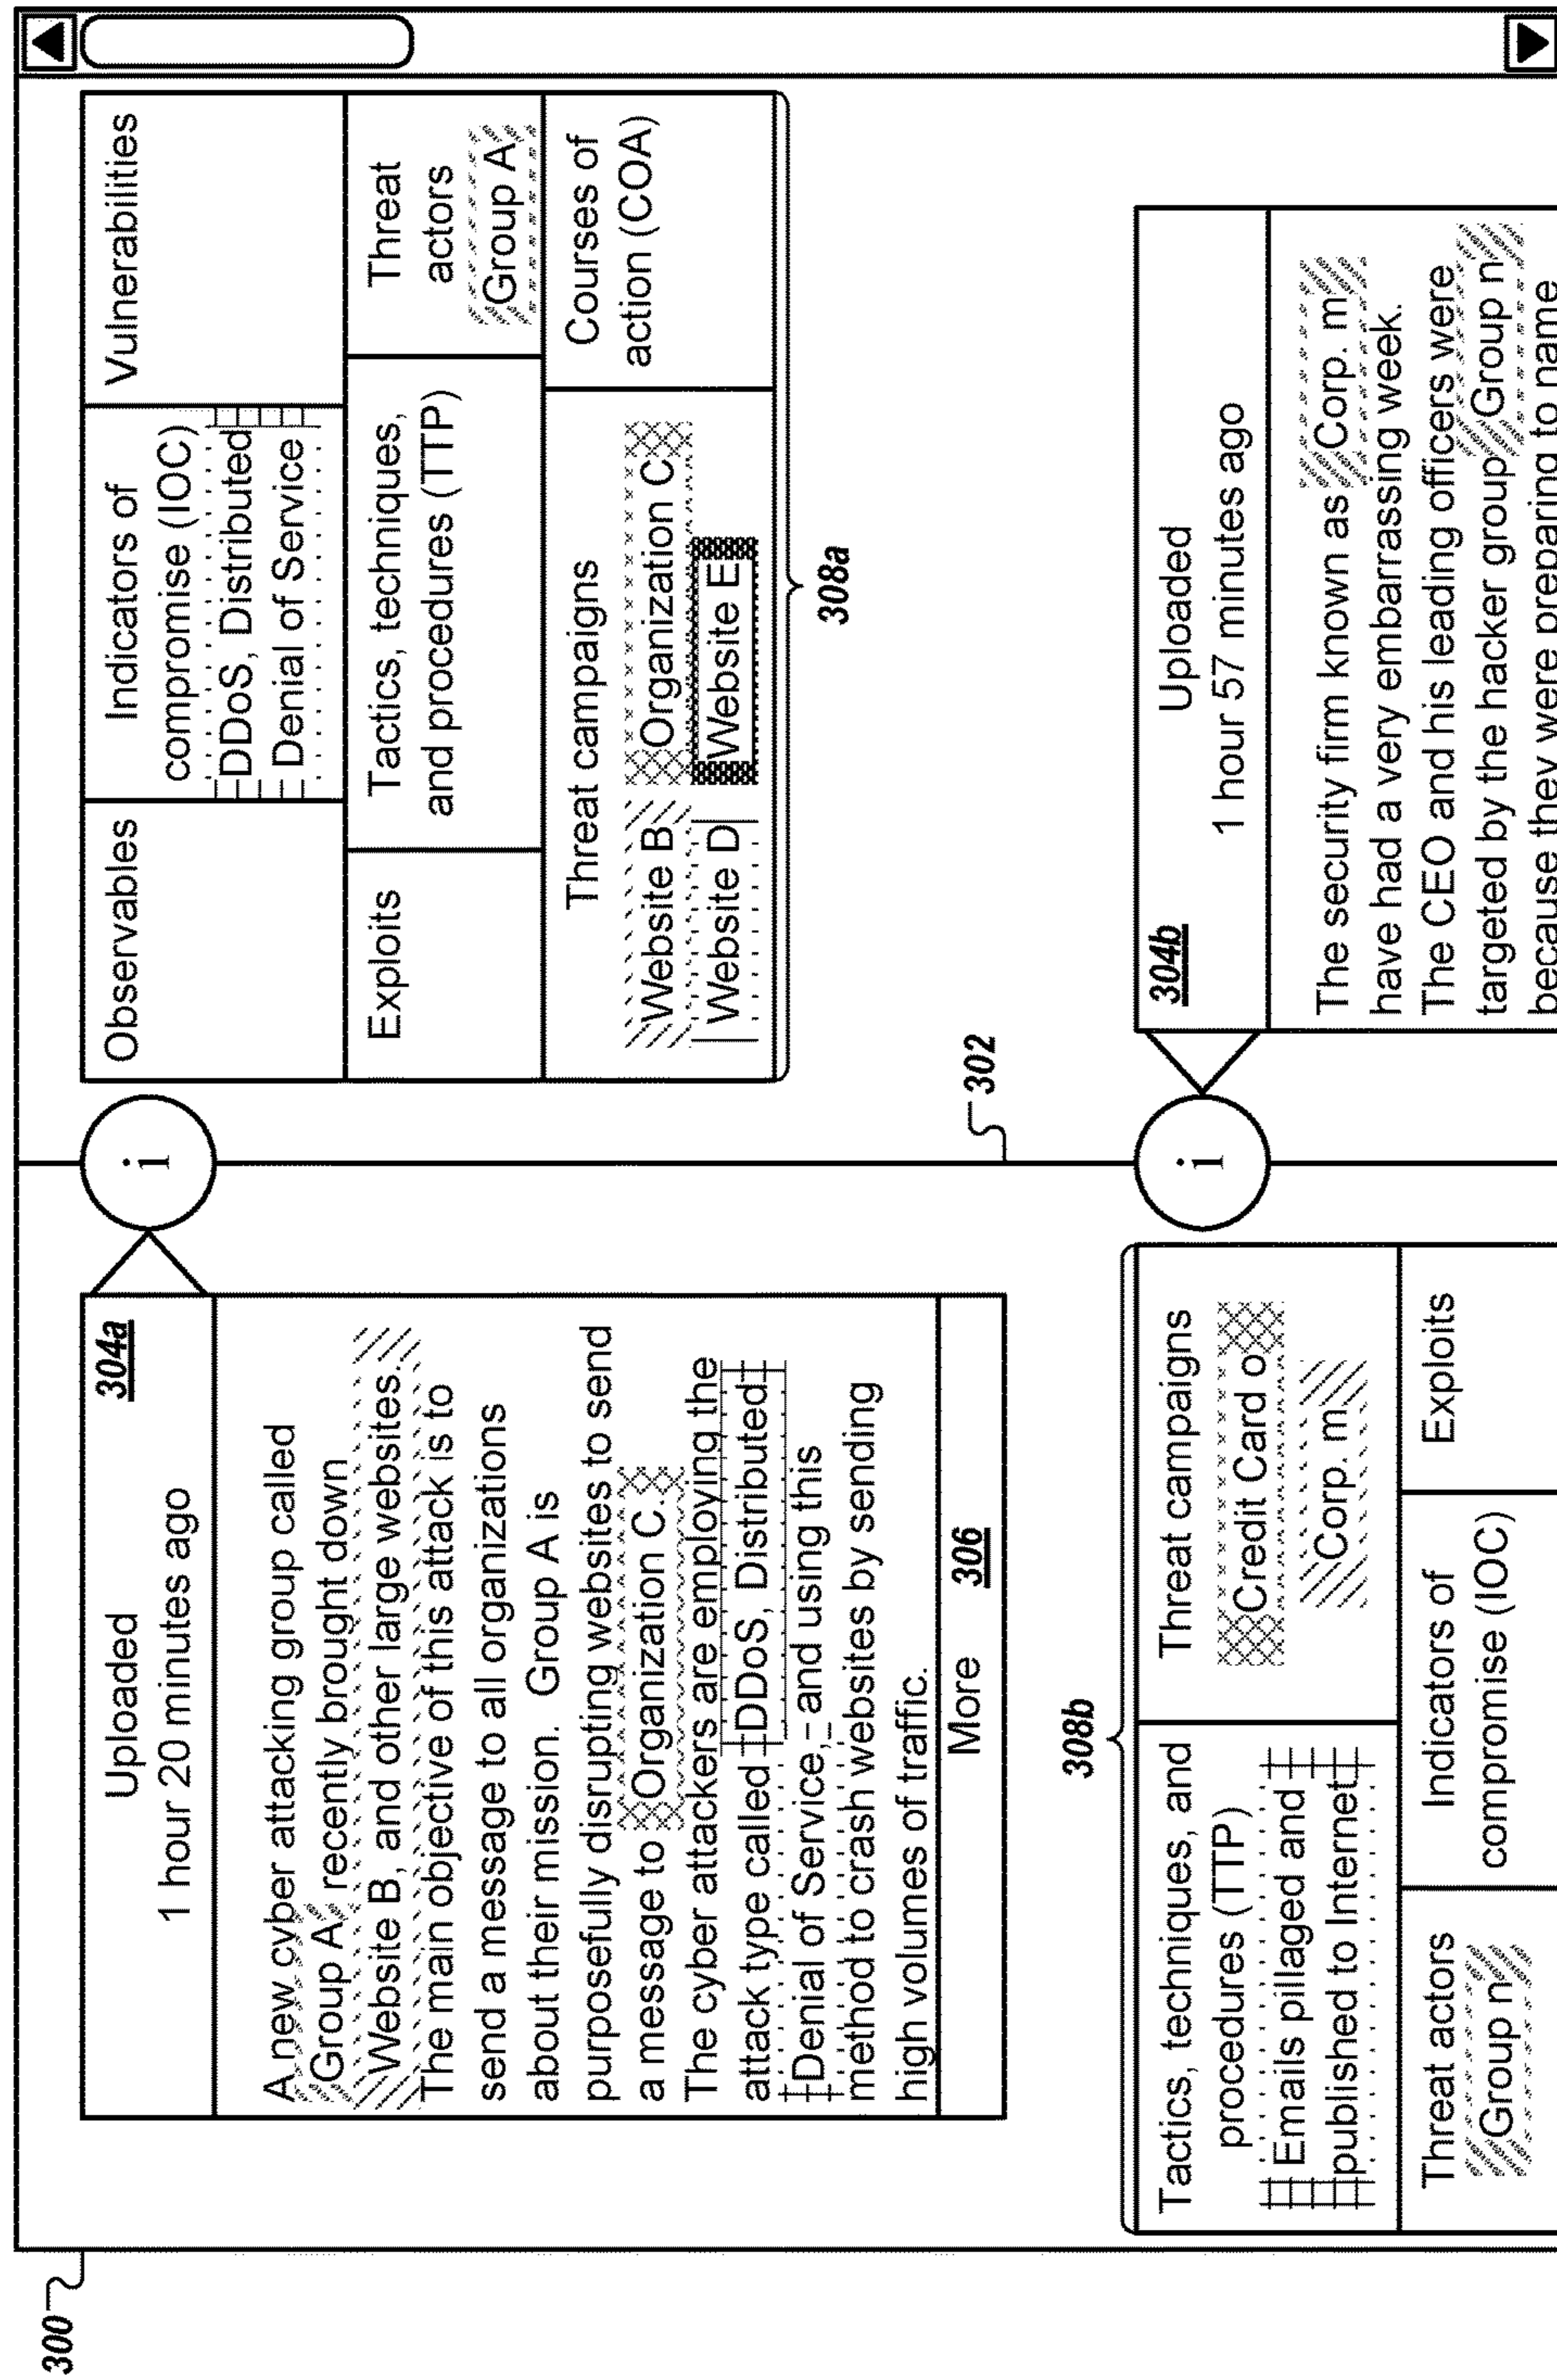 300
Uploaded
1 hour 20 minutes ago
304a
A new cyber attacking group called
Group A recently brought down
Website B, and other large websites.
The main objective of this attack is to
send a message to all organizations
about their mission. Group A is
purposefully disrupting websites to send
a message to Organization C.
The cyber attackers are employing the
attack type called DDoS, Distributed
Denial of Service, and using this
method to crash websites by sending
high volumes of traffic.
More
306
i
Observables
Indicators of
compromise (IOC)
DDoS, Distributed
Denial of Service
Vulnerabilities
Exploits
Tactics, techniques,
and procedures (TTP)
Threat
actors
Group A
Threat campaigns
Website B
Organization C
Website D
Website E
Courses of
action (COA)
308a
302
308b
Tactics, techniques, and
procedures (TTP)
Emails pillaged and
published to Internet
Threat campaigns
Credit Card o
Corp. m
Threat actors
Group n
Indicators of
compromise (IOC)
Exploits
i
304b
Uploaded
1 hour 57 minutes ago
The security firm known as Corp. m
have had a very embarrassing week.
The CEO and his leading officers were
targeted by the hacker group Group n
because they were preparing to name